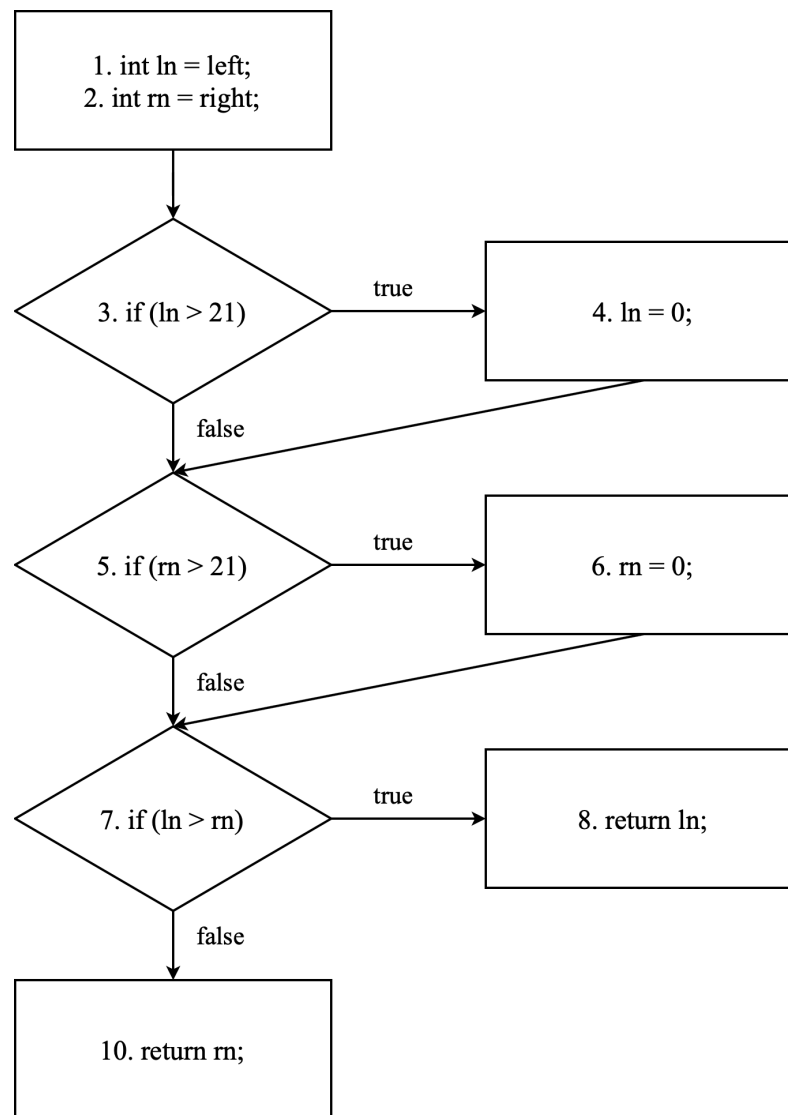 1. int ln = left;
2. int rn = right;
3. if (ln > 21)
true
4. ln = 0;
false
5. if (rn > 21)
true
6. rn = 0;
false
7. if (ln > rn)
true
8. return ln;
false
10. return rn;